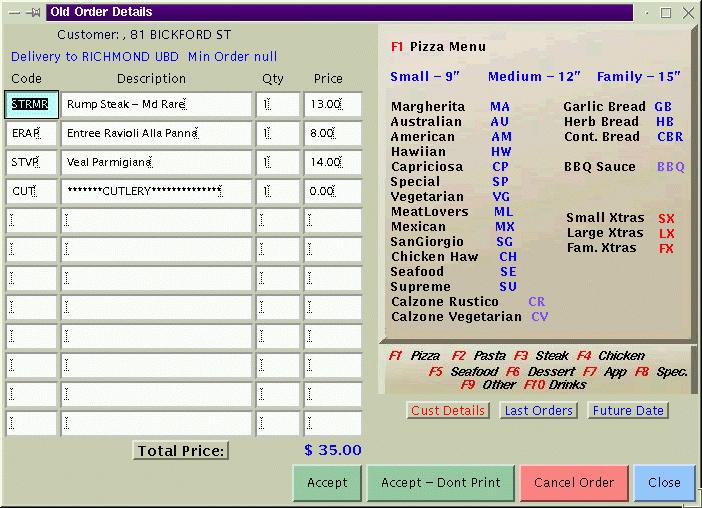 Old Order Details
Customer: , 81 BICKFORD ST
Delivery to RICHMOND UBD Min Order null
Code Description Qty Price
STRMR Rump Steak – Md Rare 1 13.00
ERAP Entree Ravioli Alla Panna 1 8.00
STVP Veal Parmigiana 1 14.00
CUT *******CUTLERY************** 1 0.00
Total Price: $ 35.00
F1 Pizza Menu
Small – 9" Medium – 12" Family – 15"
Margherita MA Garlic Bread GB
Australian AU Herb Bread HB
American AM Cont. Bread CBR
Hawiian HW
Capriciosa CP BBQ Sauce BBQ
Special SP
Vegetarian VG
MeatLovers ML Small Xtras SX
Mexican MX Large Xtras LX
SanGiorgio SG Fam. Xtras FX
Chicken Haw CH
Seafood SE
Supreme SU
Calzone Rustico CR
Calzone Vegetarian CV
F1 Pizza F2 Pasta F3 Steak F4 Chicken
F5 Seafood F6 Dessert F7 App F8 Spec.
F9 Other F10 Drinks
Cust Details Last Orders Future Date
Accept Accept – Dont Print Cancel Order Close